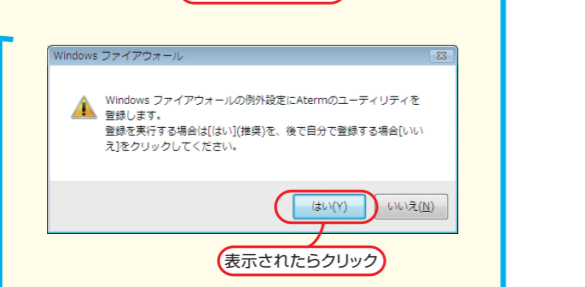 Windows ファイアウォール
Windows ファイアウォールの例外設定にAtermのユーティリティを
登録します。
登録を実行する場合は[はい](推奨)を、後で自分で登録する場合[いい
え]をクリックしてください。
はい(Y) いいえ(N)
表示されたらクリック